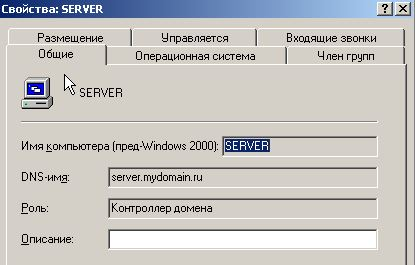 Свойства: SERVER
Размещение Управляется Входящие звонки
Общие Операционная система Член групп
SERVER
Имя компьютера (пред-Windows 2000): SERVER
DNS-имя: server.mydomain.ru
Роль: Контроллер домена
Описание: